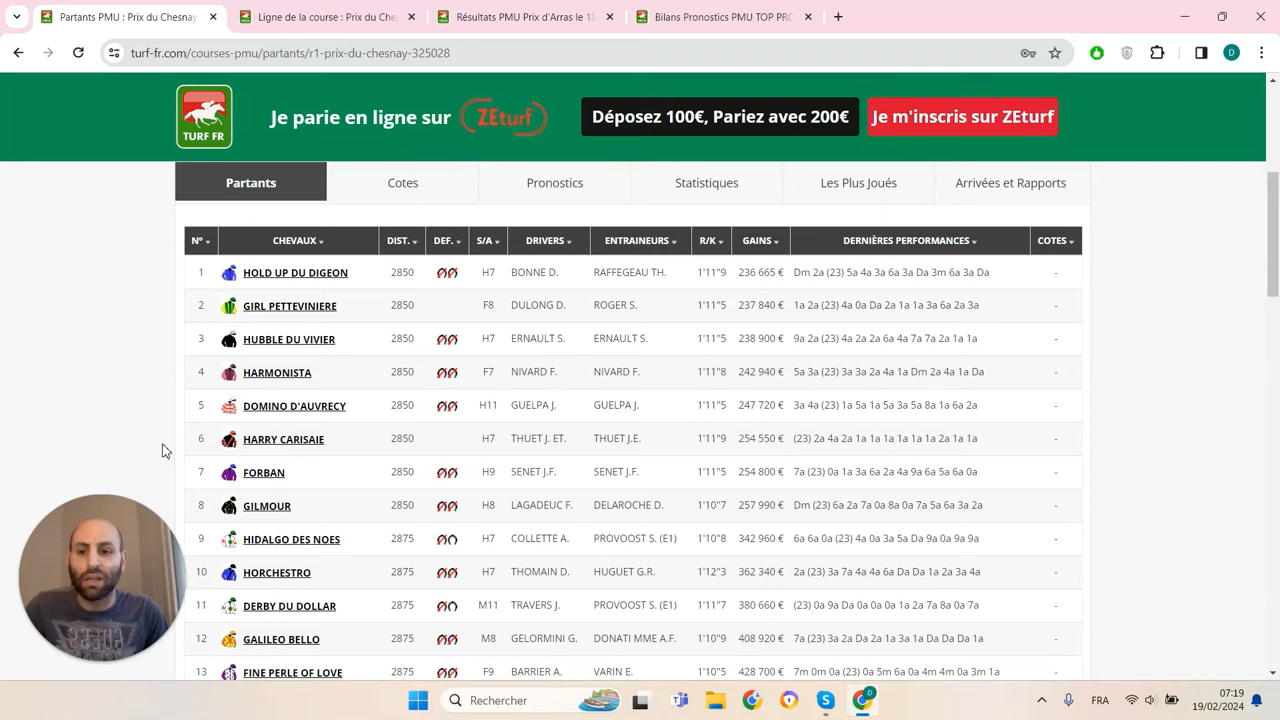 Partants PMU : Prix du Chesnay
Ligne de la course : Prix du Che
Résultats PMU Prix d'Arras le 18
Bilans Pronostics PMU TOP PRO
turf-fr.com/courses-pmu/partants/r1-prix-du-chesnay-325028
D
TURF FR
Je parie en ligne sur ZEturf
Déposez 100€, Pariez avec 200€
Je m'inscris sur ZEturf
Partants Cotes Pronostics Statistiques Les Plus Joués Arrivées et Rapports
N° CHEVAUX DIST. DEF. S/A DRIVERS ENTRAINEURS R/K GAINS DERNIÈRES PERFORMANCES COTES
1 HOLD UP DU DIGEON 2850 H7 BONNE D. RAFFEGEAU TH. 1'11"9 236 665 € Dm 2a (23) 5a 4a 3a 6a 3a Da Dm 6a 3a Da -
2 GIRL PETTEVINIERE 2850 F8 DULONG D. ROGER S. 1'11"5 237 840 € 1a 2a (23) 4a 0a Da 2a 1a 1a 3a 6a 2a 3a -
3 HUBBLE DU VIVIER 2850 H7 ERNAULT S. ERNAULT S. 1'11"5 238 900 € 9a 2a (23) 4a 2a 2a 6a 4a 7a 7a 2a 1a 1a -
4 HARMONISTA 2850 F7 NIVARD F. NIVARD F. 1'11"8 242 940 € 5a 3a (23) 3a 3a 2a 4a 1a Dm 2a 4a 1a Da -
5 DOMINO D'AUVRECY 2850 H11 GUELPA J. GUELPA J. 1'11"5 247 720 € 3a 4a (23) 1a 5a 1a 5a 3a 5a 8a 1a 6a 2a -
6 HARRY CARISAIE 2850 H7 THUET J. ET. THUET J.E. 1'11"9 254 550 € (23) 2a 4a 2a 1a 1a 1a 1a 1a 1a 2a 1a 1a -
7 FORBAN 2850 H9 SENET J.F. SENET J.F. 1'11"5 254 800 € 7a (23) 0a 1a 3a 6a 2a 4a 9a 6a 5a 6a 0a -
8 GILMOUR 2850 H8 LAGADEUC F. DELAROCHE D. 1'10"7 257 990 € Dm (23) 6a 2a 7a 0a 8a 0a 7a 5a 6a 3a 2a -
9 HIDALGO DES NOES 2875 H7 COLLETTE A. PROVOOST S. (E1) 1'10"8 342 960 € 6a 6a 0a (23) 4a 0a 3a 5a Da 0a 0a 9a 9a -
10 HORCHESTRO 2875 H7 THOMAIN D. HUGUET G.R. 1'12"3 362 340 € 2a (23) 3a 7a 4a 4a 6a Da Da 1a 2a 3a 4a -
11 DERBY DU DOLLAR 2875 M11 TRAVERS J. PROVOOST S. (E1) 1'11"7 380 660 € (23) 0a 9a Da 0a 0a 0a 1a 2a 0a 8a 0a 7a -
12 GALILEO BELLO 2875 M8 GELORMINI G. DONATI MME A.F. 1'10"9 408 920 € 7a (23) 3a 2a Da 2a 1a 3a 1a Da Da Da 1a -
13 FINE PERLE OF LOVE 2875 F9 BARRIER A. VARIN E. 1'10"5 428 700 € 7m 0m 0a (23) 0a 5m 6a 0a 4m 4m 0a 3m 1a -
Rechercher
FRA
07:19
19/02/2024